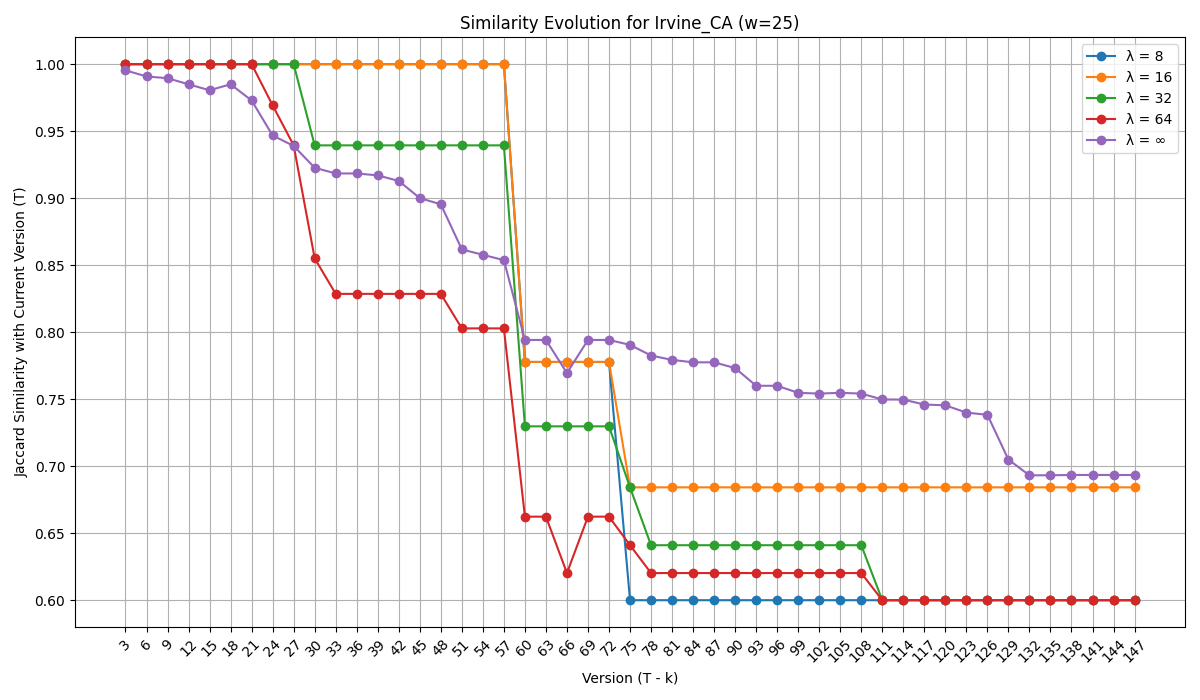 Similarity Evolution for Irvine_CA (w=25)
Jaccard Similarity with Current Version (T)
1.00
0.95
0.90
0.85
0.80
0.75
0.70
0.65
0.60
λ = 8
λ = 16
λ = 32
λ = 64
λ = ∞
3 6 9 12 15 18 21 24 27 30 33 36 39 42 45 48 51 54 57 60 63 66 69 72 75 78 81 84 87 90 93 96 99 102 105 108 111 114 117 120 123 126 129 132 135 138 141 144 147
Version (T - k)